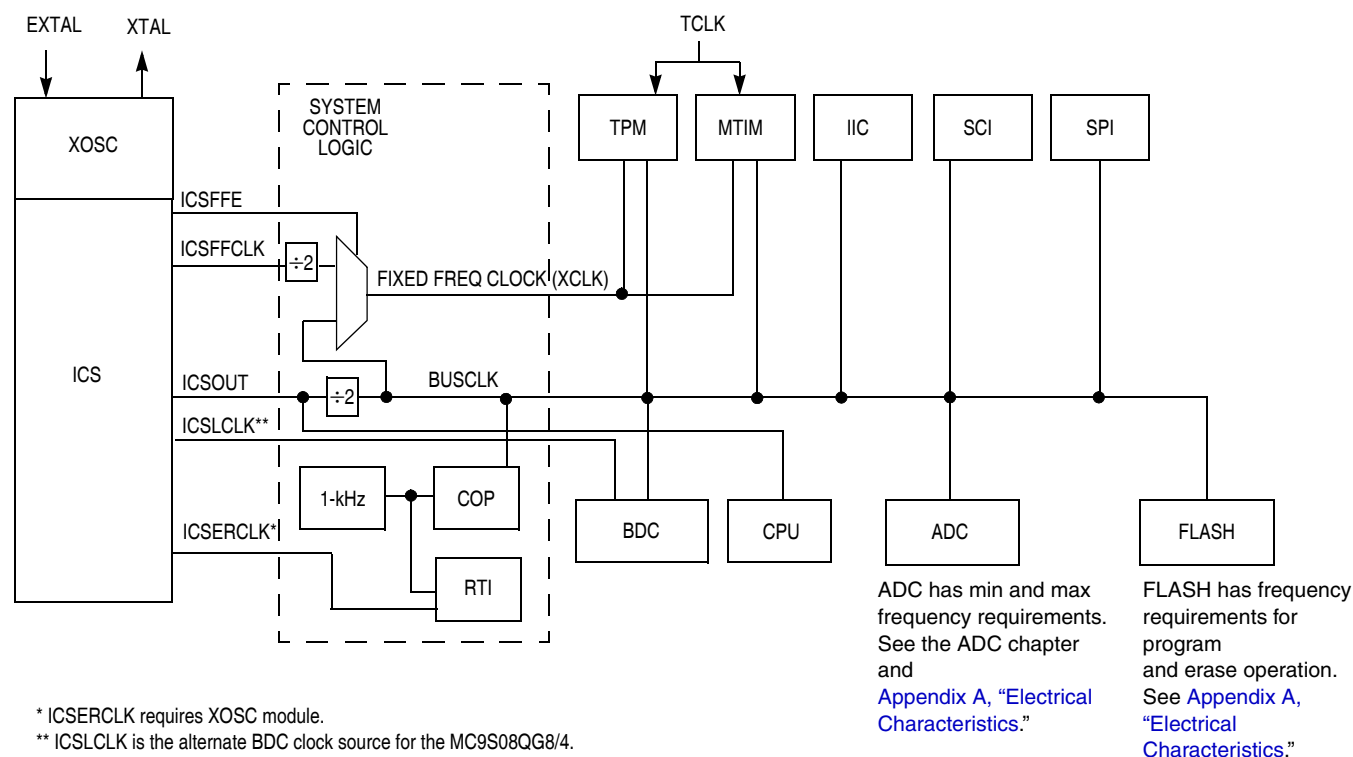 EXTAL
XTAL
TCLK
SYSTEM
CONTROL
LOGIC
XOSC
TPM
MTIM
IIC
SCI
SPI
ICSFFE
ICSFFCLK
÷2
FIXED FREQ CLOCK (XCLK)
ICS
ICSOUT
÷2
BUSCLK
ICSLCLK**
1-kHz
COP
ICSERCLK*
RTI
BDC
CPU
ADC
FLASH
ADC has min and max
frequency requirements.
See the ADC chapter
and
Appendix A, “Electrical
Characteristics.”
FLASH has frequency
requirements for
program
and erase operation.
See Appendix A,
“Electrical
Characteristics.”
* ICSERCLK requires XOSC module.
** ICSLCLK is the alternate BDC clock source for the MC9S08QG8/4.